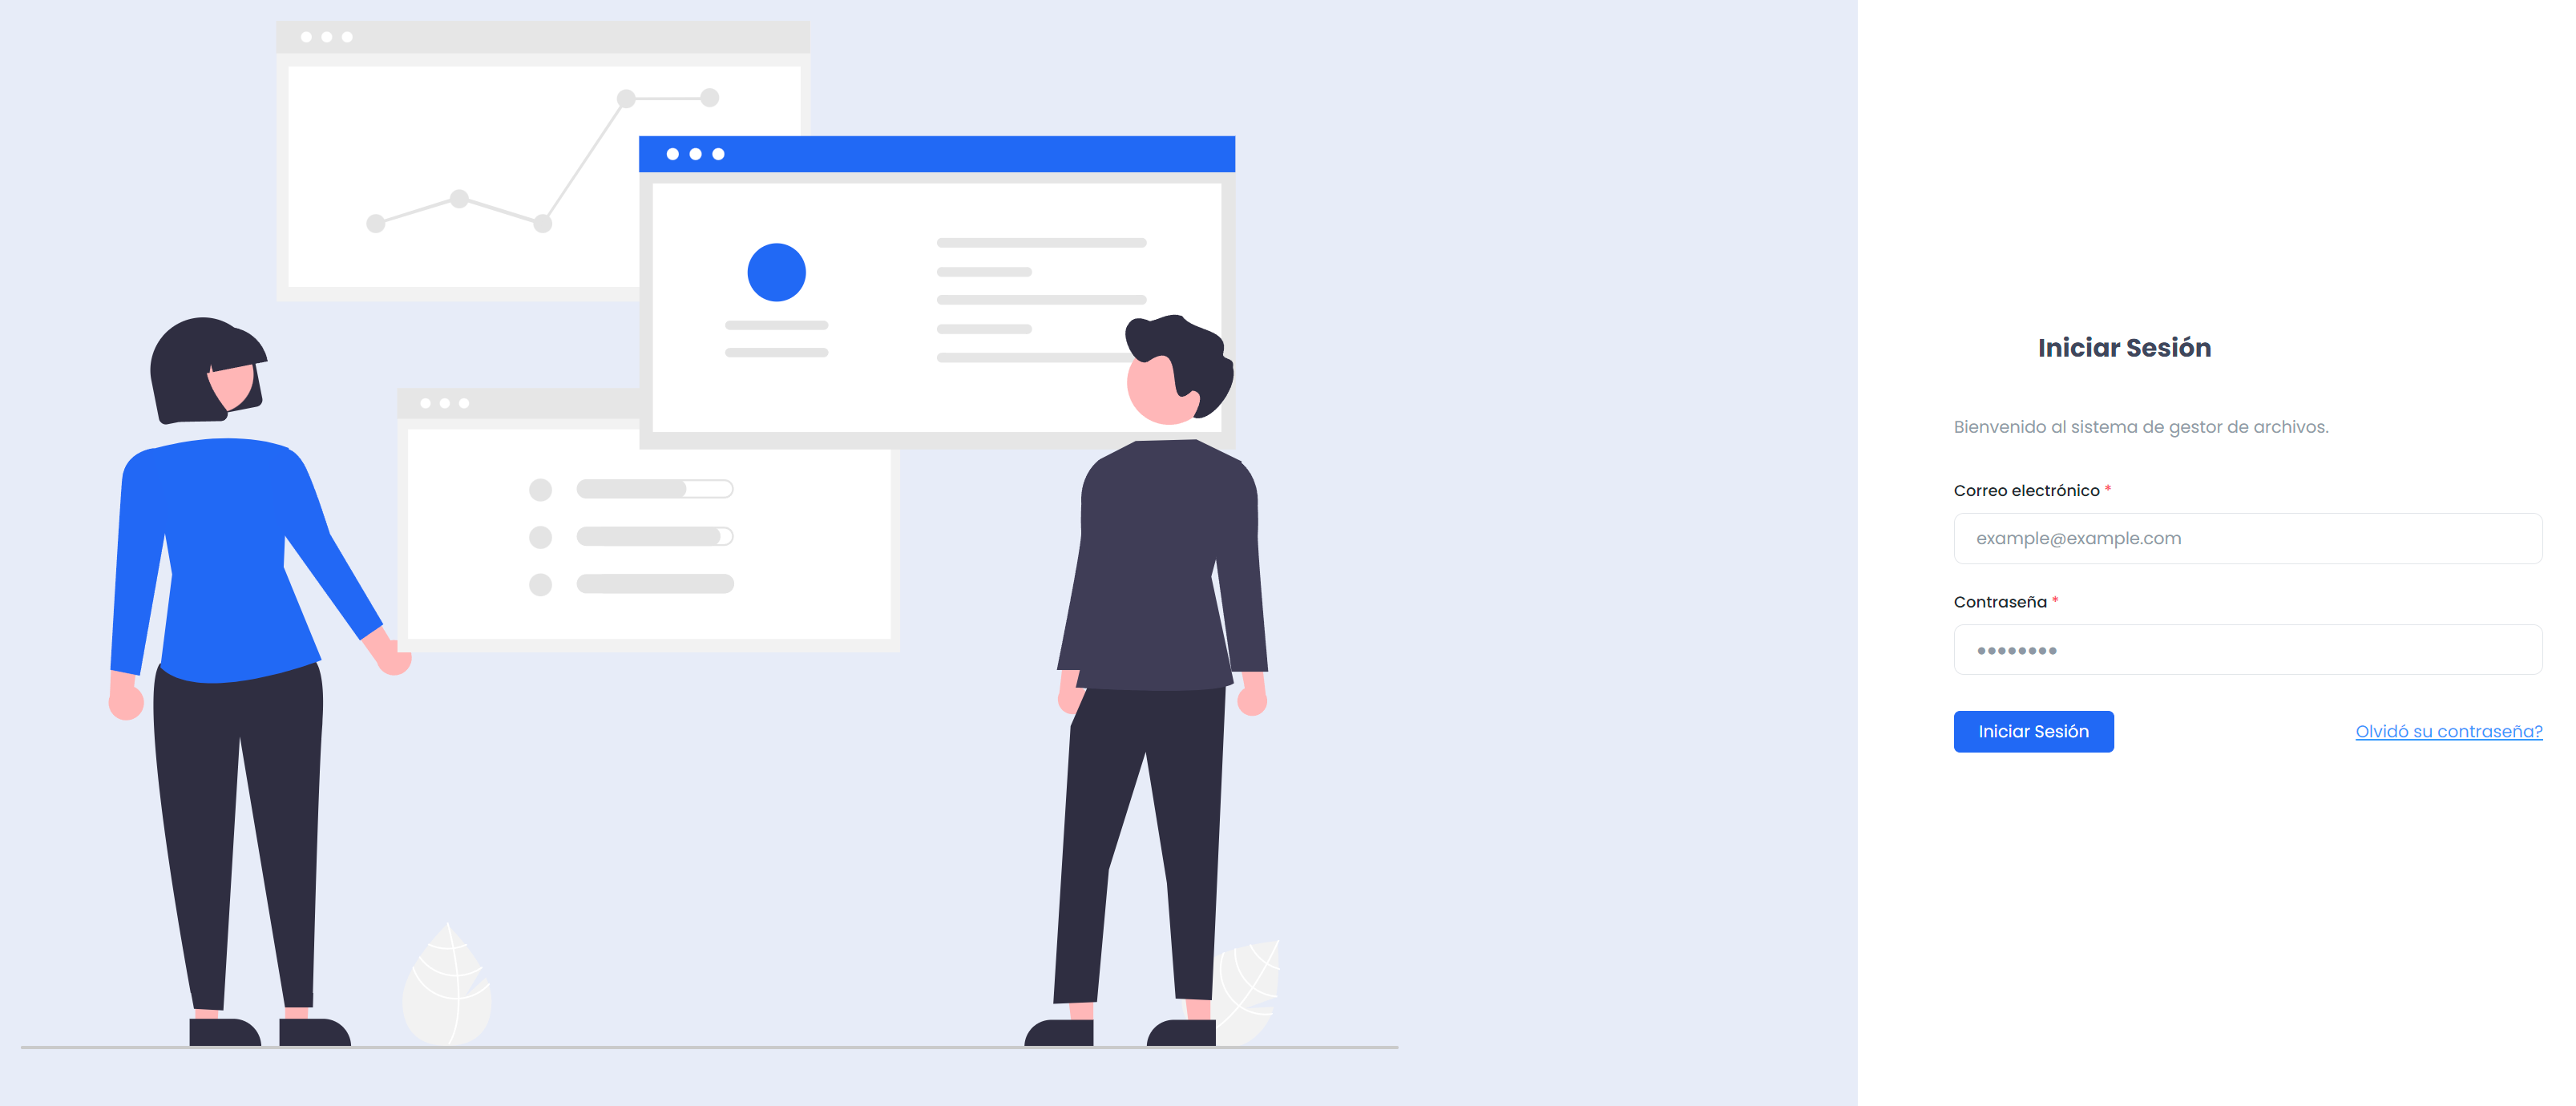 Iniciar Sesión
Bienvenido al sistema de gestor de archivos.
Correo electrónico *
example@example.com
Contraseña *
••••••••
Iniciar Sesión
Olvidó su contraseña?